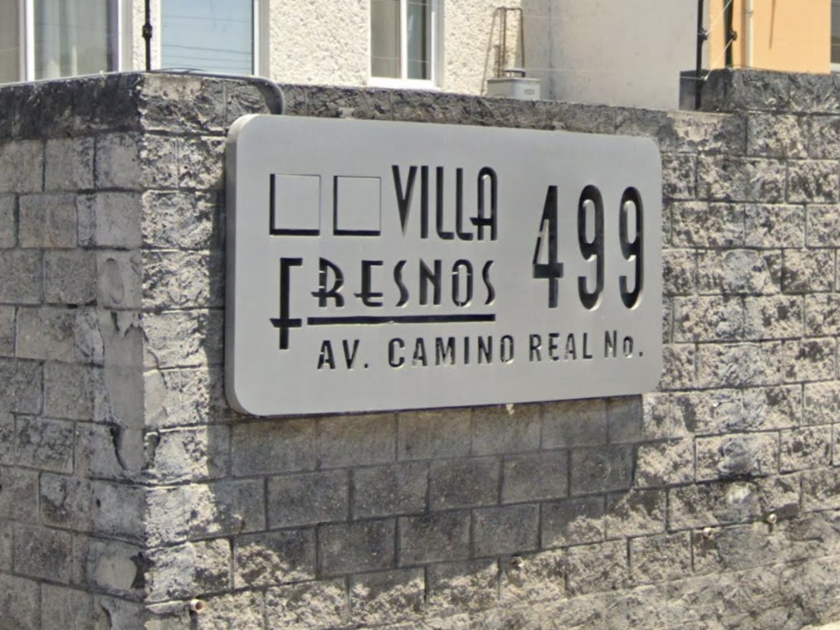 VILLA
FRESNOS
499
AV. CAMINO REAL No.